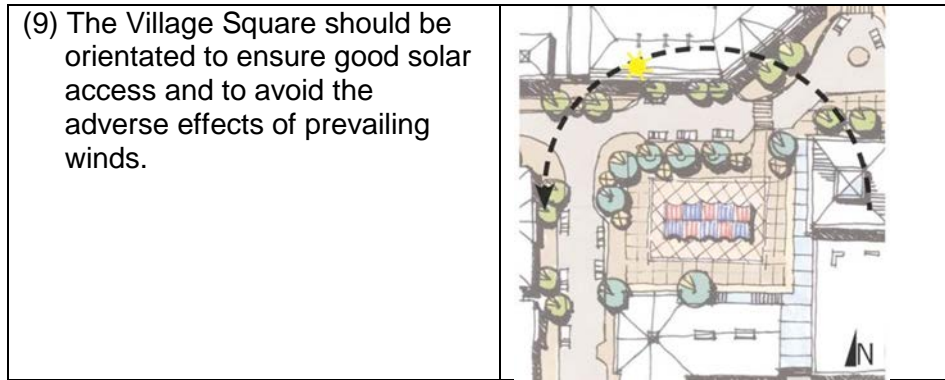 (9) The Village Square should be
orientated to ensure good solar
access and to avoid the
adverse effects of prevailing
winds.
N